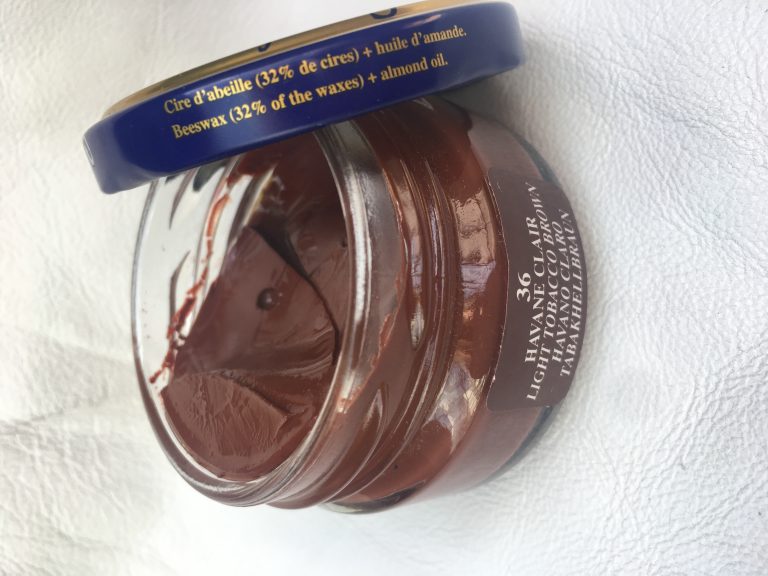 Cire d'abeille (32% de cires) + huile d'amande.
Beeswax (32% of the waxes) + almond oil.
36
HAVANE CLAIR
LIGHT TOBACCO BROWN
HAVANO CLARO
TABAKHELLBRAUN